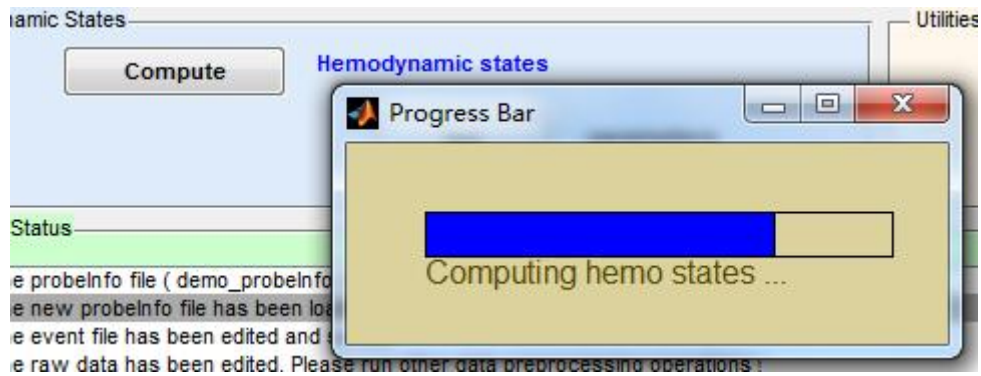 amic States
Utilities
Compute
Hemodynamic states
Progress Bar
Computing hemo states ...
Status
e probeInfo file ( demo_probeInfo
e new probeInfo file has been loa
e event file has been edited and s
e raw data has been edited. Please run other data preprocessing operations !